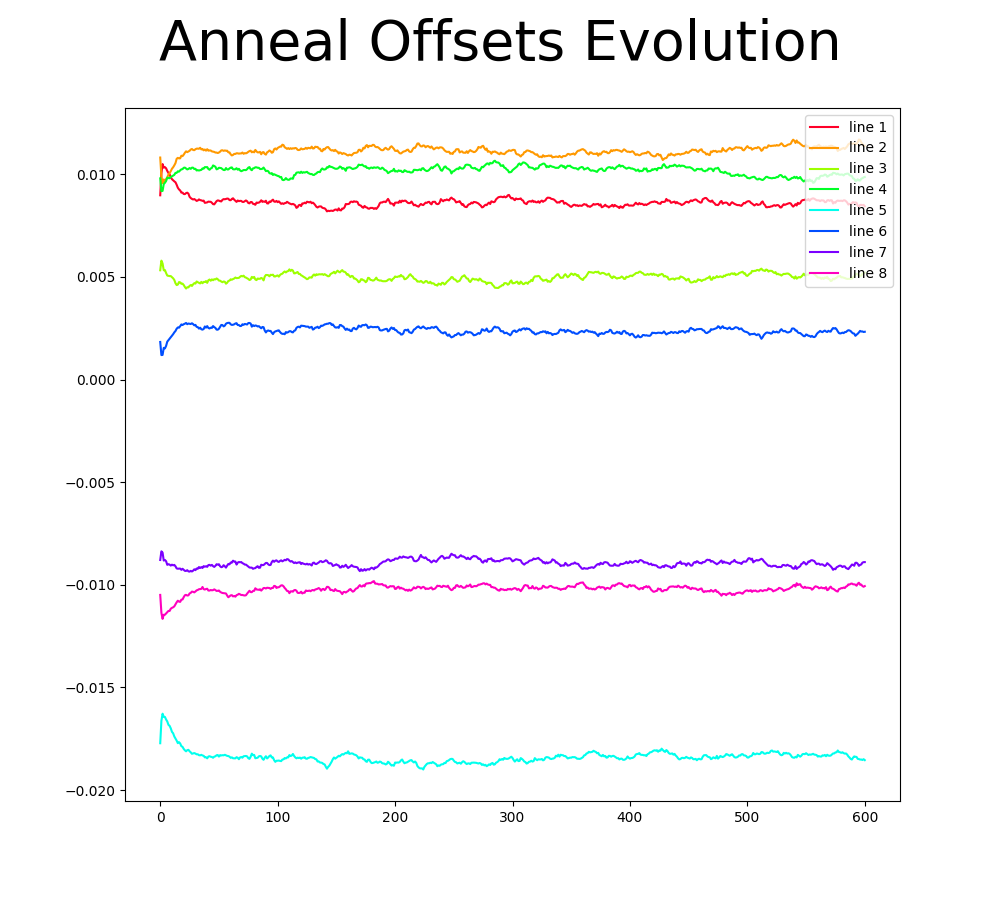 Anneal Offsets Evolution
line 1
line 2
line 3
line 4
line 5
line 6
line 7
line 8
0.010
0.005
0.000
−0.005
−0.010
−0.015
−0.020
0 100 200 300 400 500 600